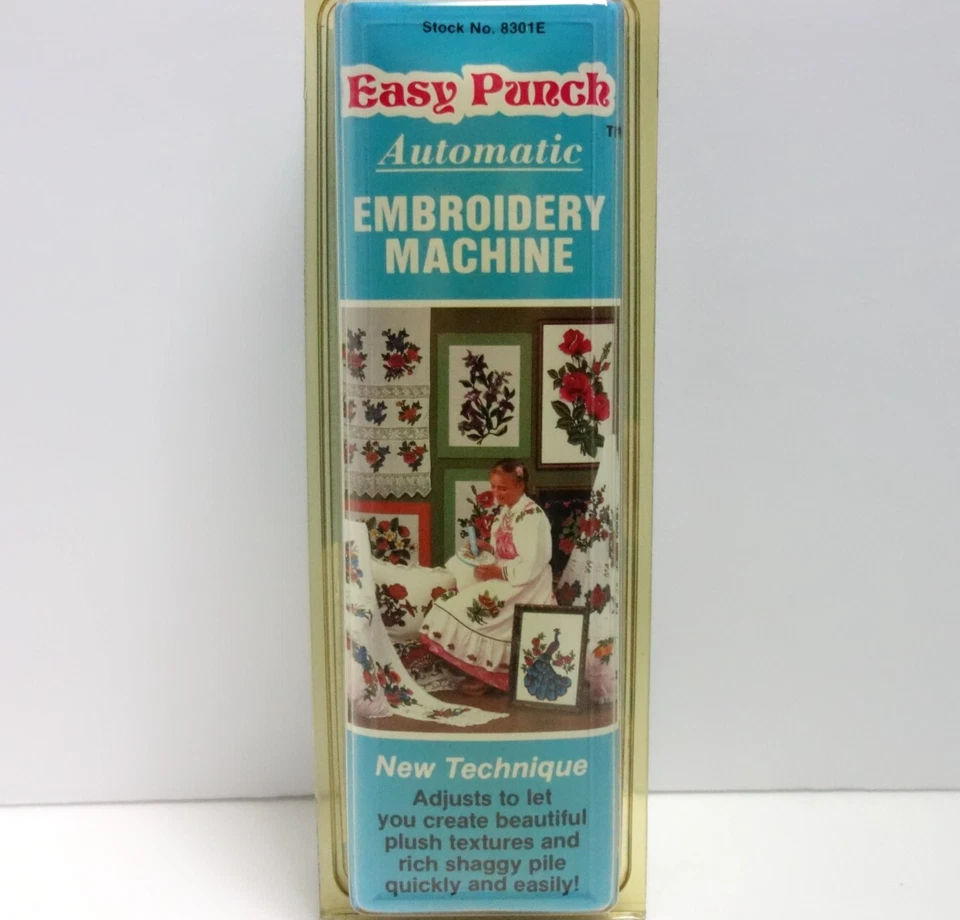 Stock No. 8301E
Easy Punch
TM
Automatic
EMBROIDERY
MACHINE
New Technique
Adjusts to let
you create beautiful
plush textures and
rich shaggy pile
quickly and easily!